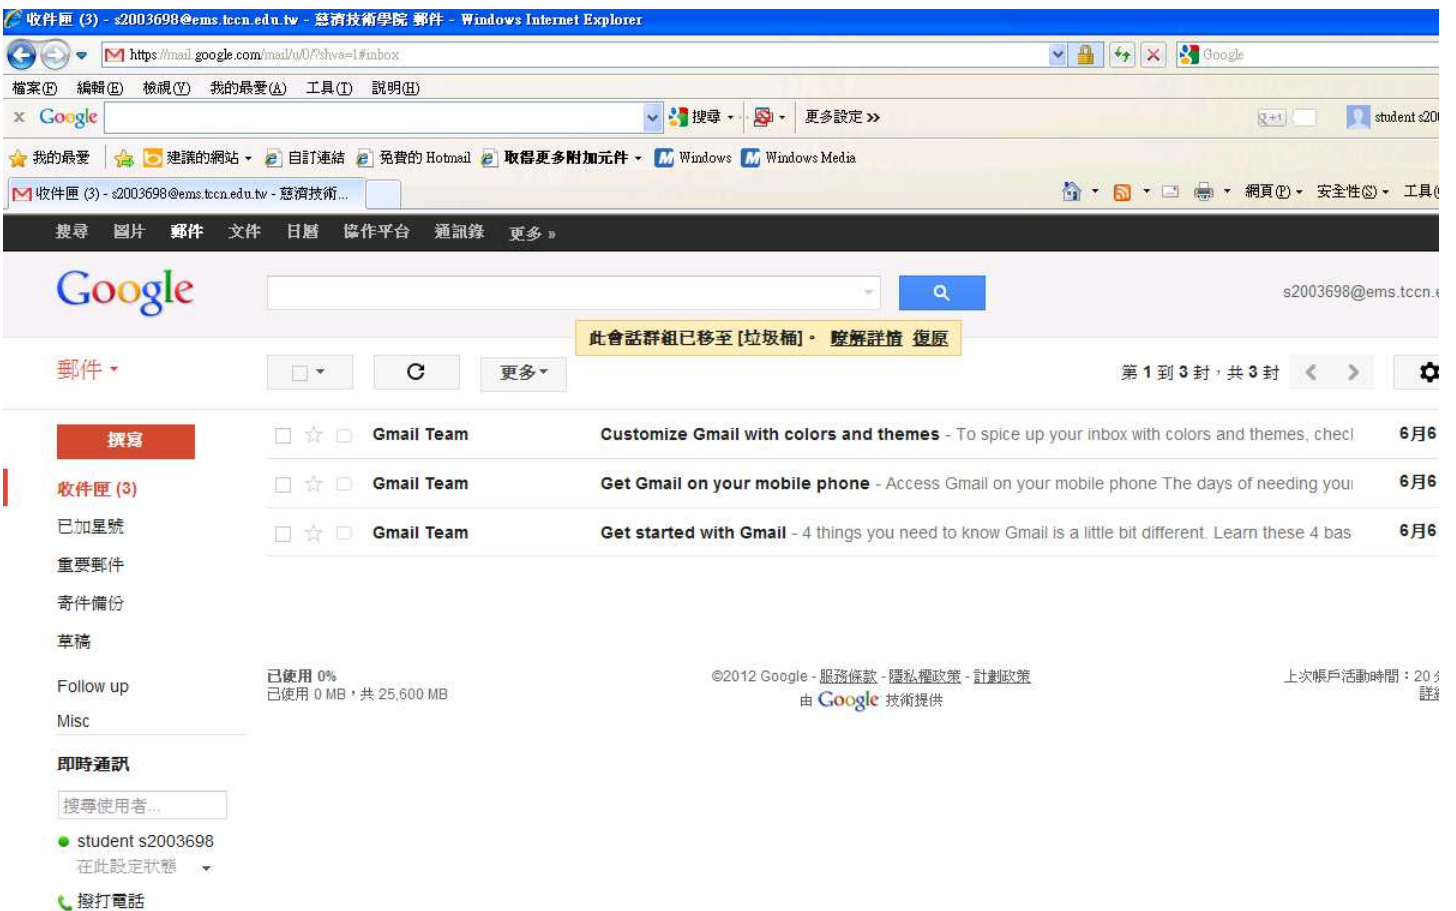 收件匣 (3) - s2003698@ems.tccn.edu.tw - 慈濟技術學院 郵件 - Windows Internet Explorer
https://mail.google.com/mail/u/0/?shva=1#inbox
Google
檔案(F) 編輯(E) 檢視(V) 我的最愛(A) 工具(T) 說明(H)
x Google 搜尋 更多設定 >> g+1 student s200
我的最愛 建議的網站 自訂連結 免費的 Hotmail 取得更多附加元件 Windows Windows Media
收件匣 (3) - s2003698@ems.tccn.edu.tw - 慈濟技術... 網頁(P) 安全性(S) 工具(
搜尋 圖片 郵件 文件 日曆 協作平台 通訊錄 更多 »
Google s2003698@ems.tccn.e
此會話群組已移至 [垃圾桶]。 瞭解詳情 復原
郵件 更多 第 1 到 3 封,共 3 封
撰寫
Gmail Team Customize Gmail with colors and themes - To spice up your inbox with colors and themes, checl 6月6
收件匣 (3)
Gmail Team Get Gmail on your mobile phone - Access Gmail on your mobile phone The days of needing your 6月6
已加星號
Gmail Team Get started with Gmail - 4 things you need to know Gmail is a little bit different. Learn these 4 bas 6月6
重要郵件
寄件備份
草稿
Follow up
Misc
已使用 0%
已使用 0 MB,共 25,600 MB
©2012 Google - 服務條款 - 隱私權政策 - 計劃政策
由 Google 技術提供
上次帳戶活動時間:20
即時通訊
搜尋使用者...
student s2003698
在此設定狀態
撥打電話